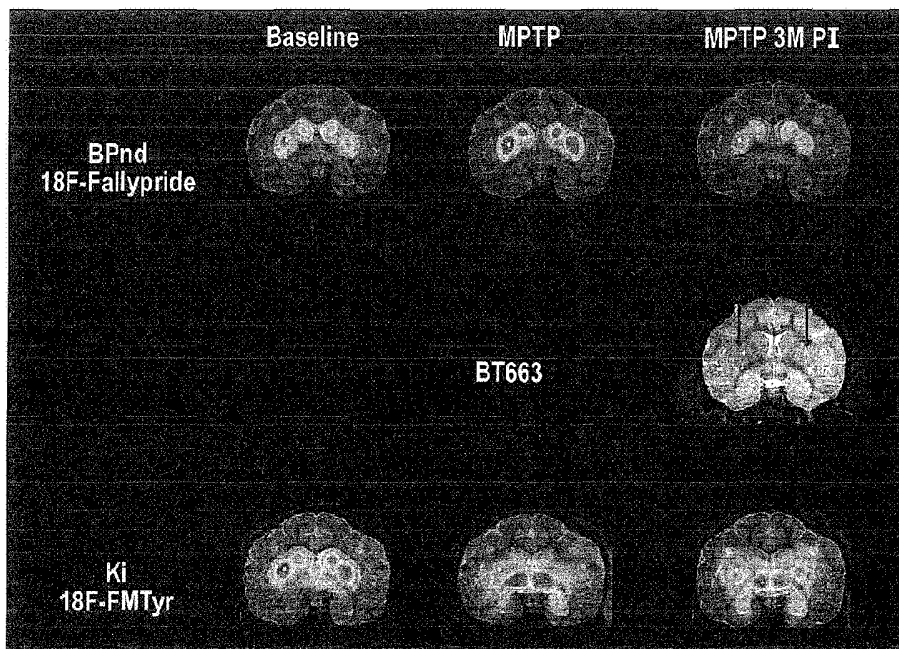 Baseline MPTP MPTP 3M PI
BPnd
18F-Fallypride
BT663
Ki
18F-FMTyr